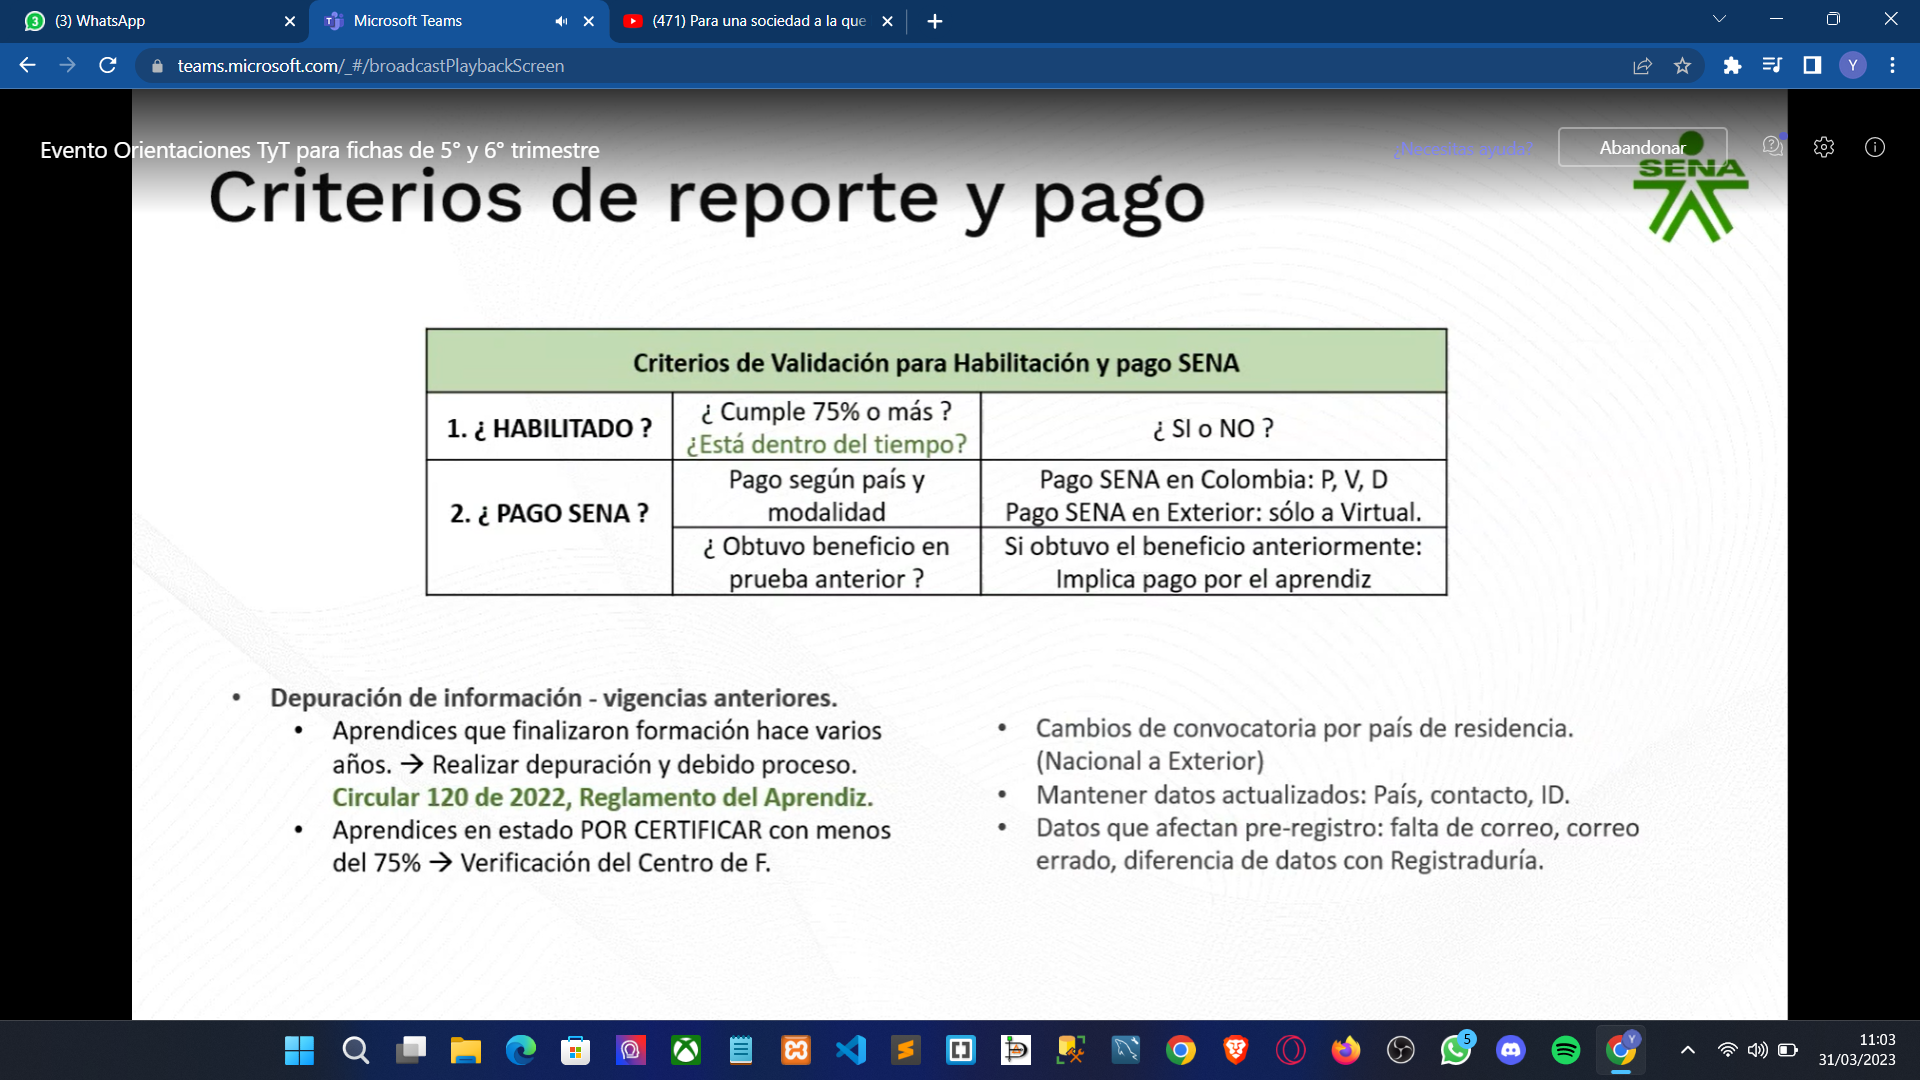 (3) WhatsApp
Microsoft Teams
(471) Para una sociedad a la que
teams.microsoft.com/_#/broadcastPlaybackScreen
Y
Evento Orientaciones TyT para fichas de 5° y 6° trimestre
¿Necesitas ayuda?
Abandonar
SENA
Criterios de reporte y pago
Criterios de Validación para Habilitación y pago SENA
1. ¿ HABILITADO ?
¿ Cumple 75% o más ?
¿Está dentro del tiempo?
¿ SI o NO ?
2. ¿ PAGO SENA ?
Pago según país y
modalidad
Pago SENA en Colombia: P, V, D
Pago SENA en Exterior: sólo a Virtual.
¿ Obtuvo beneficio en
prueba anterior ?
Si obtuvo el beneficio anteriormente:
Implica pago por el aprendiz
• Depuración de información - vigencias anteriores.
• Aprendices que finalizaron formación hace varios
años. → Realizar depuración y debido proceso.
Circular 120 de 2022, Reglamento del Aprendiz.
• Aprendices en estado POR CERTIFICAR con menos
del 75% → Verificación del Centro de F.
• Cambios de convocatoria por país de residencia.
(Nacional a Exterior)
• Mantener datos actualizados: País, contacto, ID.
• Datos que afectan pre-registro: falta de correo, correo
errado, diferencia de datos con Registraduría.
5
Y
11:03
31/03/2023